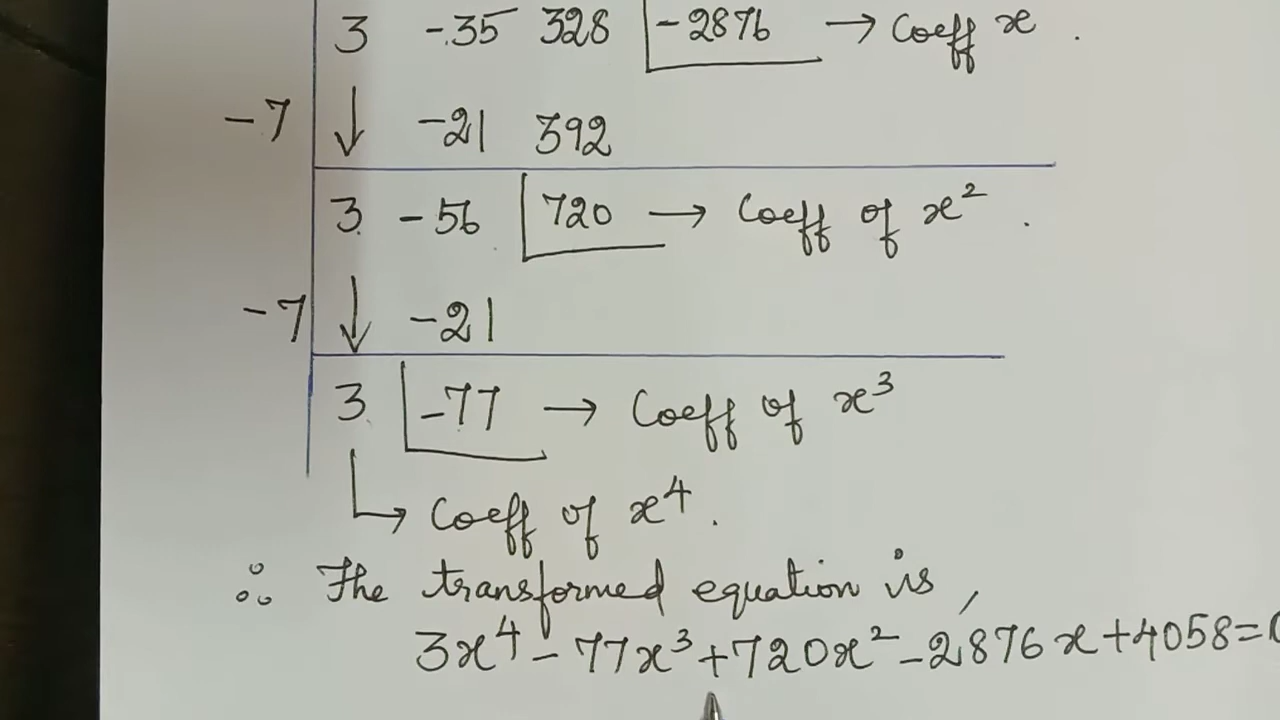 3 -35 328 -2876 → Coeff x .
-7 ↓ -21 392
3 -56 720 → Coeff of x² .
-7 ↓ -21
3 -77 → Coeff of x³
↳ Coeff of x⁴ .
∴ The transformed equation is,
3x⁴ - 77x³ + 720x² - 2876x + 4058 = 0